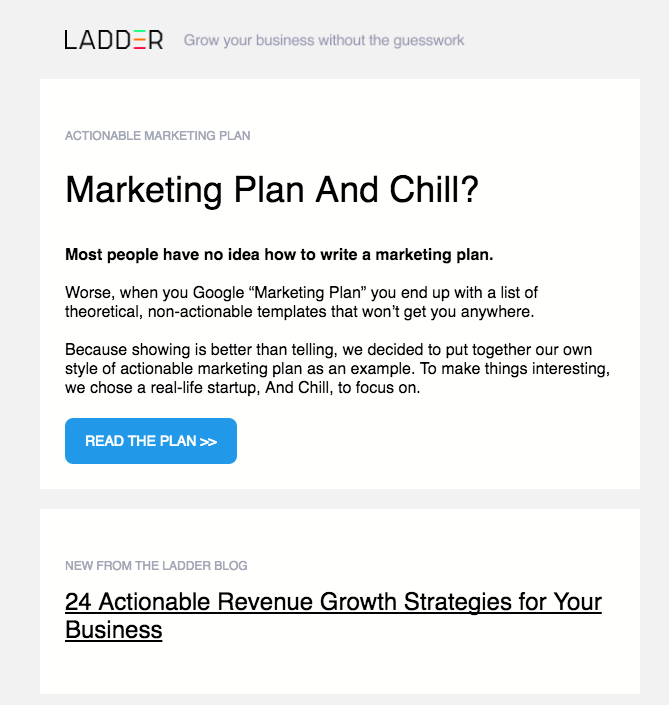 LADDER Grow your business without the guesswork
ACTIONABLE MARKETING PLAN
Marketing Plan And Chill?
Most people have no idea how to write a marketing plan.
Worse, when you Google “Marketing Plan” you end up with a list of
theoretical, non-actionable templates that won’t get you anywhere.
Because showing is better than telling, we decided to put together our own
style of actionable marketing plan as an example. To make things interesting,
we chose a real-life startup, And Chill, to focus on.
READ THE PLAN >>
NEW FROM THE LADDER BLOG
24 Actionable Revenue Growth Strategies for Your
Business